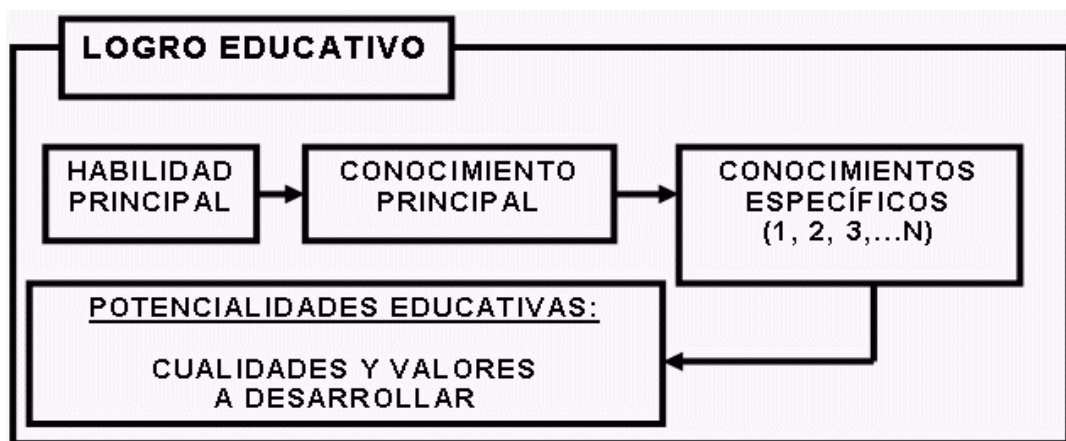 LOGRO EDUCATIVO
HABILIDAD
PRINCIPAL
CONOCIMIENTO
PRINCIPAL
CONOCIMIENTOS
ESPECÍFICOS
(1, 2, 3,...N)
POTENCIALIDADES EDUCATIVAS:
CUALIDADES Y VALORES
A DESARROLLAR